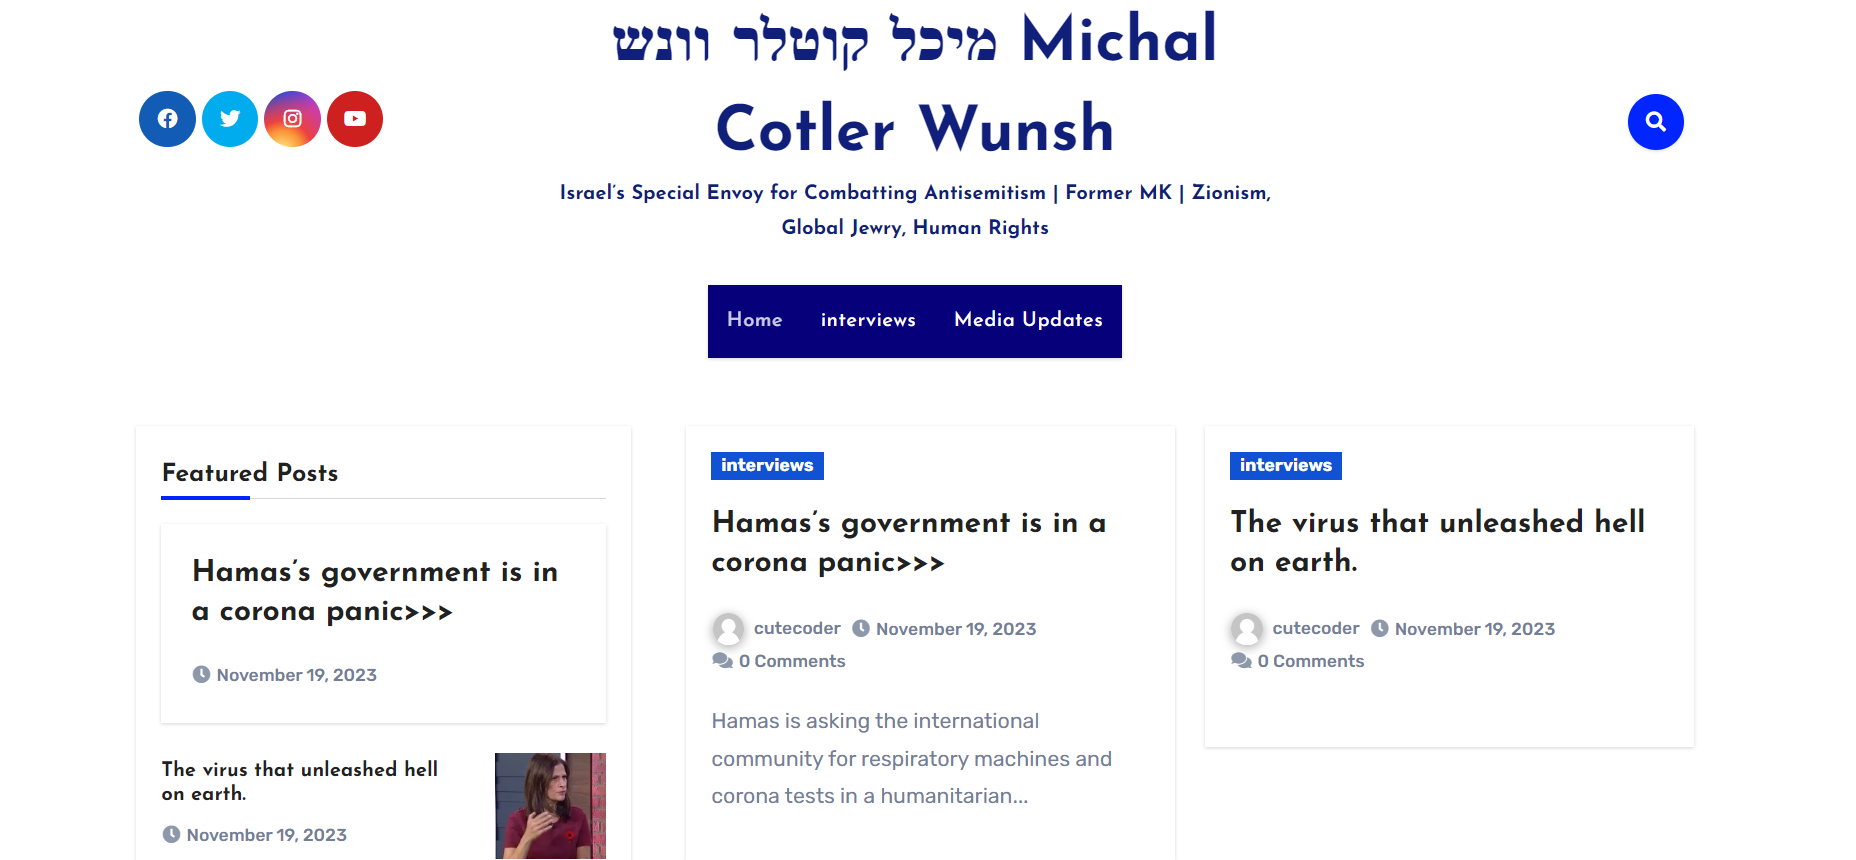 מיכל קוטלר וונש Michal
Cotler Wunsh
Israel's Special Envoy for Combatting Antisemitism | Former MK | Zionism,
Global Jewry, Human Rights
Home interviews Media Updates
Featured Posts
Hamas's government is in
a corona panic>>>
November 19, 2023
The virus that unleashed hell
on earth.
November 19, 2023
interviews
Hamas's government is in a
corona panic>>>
cutecoder November 19, 2023
0 Comments
Hamas is asking the international
community for respiratory machines and
corona tests in a humanitarian...
interviews
The virus that unleashed hell
on earth.
cutecoder November 19, 2023
0 Comments